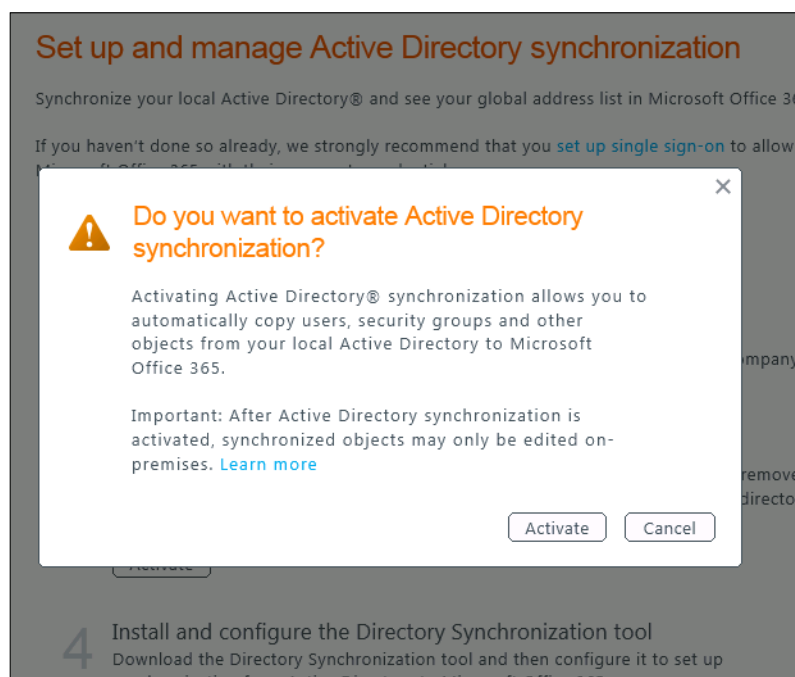 Set up and manage Active Directory synchronization
Synchronize your local Active Directory® and see your global address list in Microsoft Office
If you haven't done so already, we strongly recommend that you set up single sign-on to allow
Do you want to activate Active Directory
synchronization?
Activating Active Directory® synchronization allows you to
automatically copy users, security groups and other
objects from your local Active Directory to Microsoft
Office 365.
ompany
Important: After Active Directory synchronization is
activated, synchronized objects may only be edited on-
premises. Learn more
remove
directo
Activate Cancel
Activate
4 Install and configure the Directory Synchronization tool
Download the Directory Synchronization tool and then configure it to set up